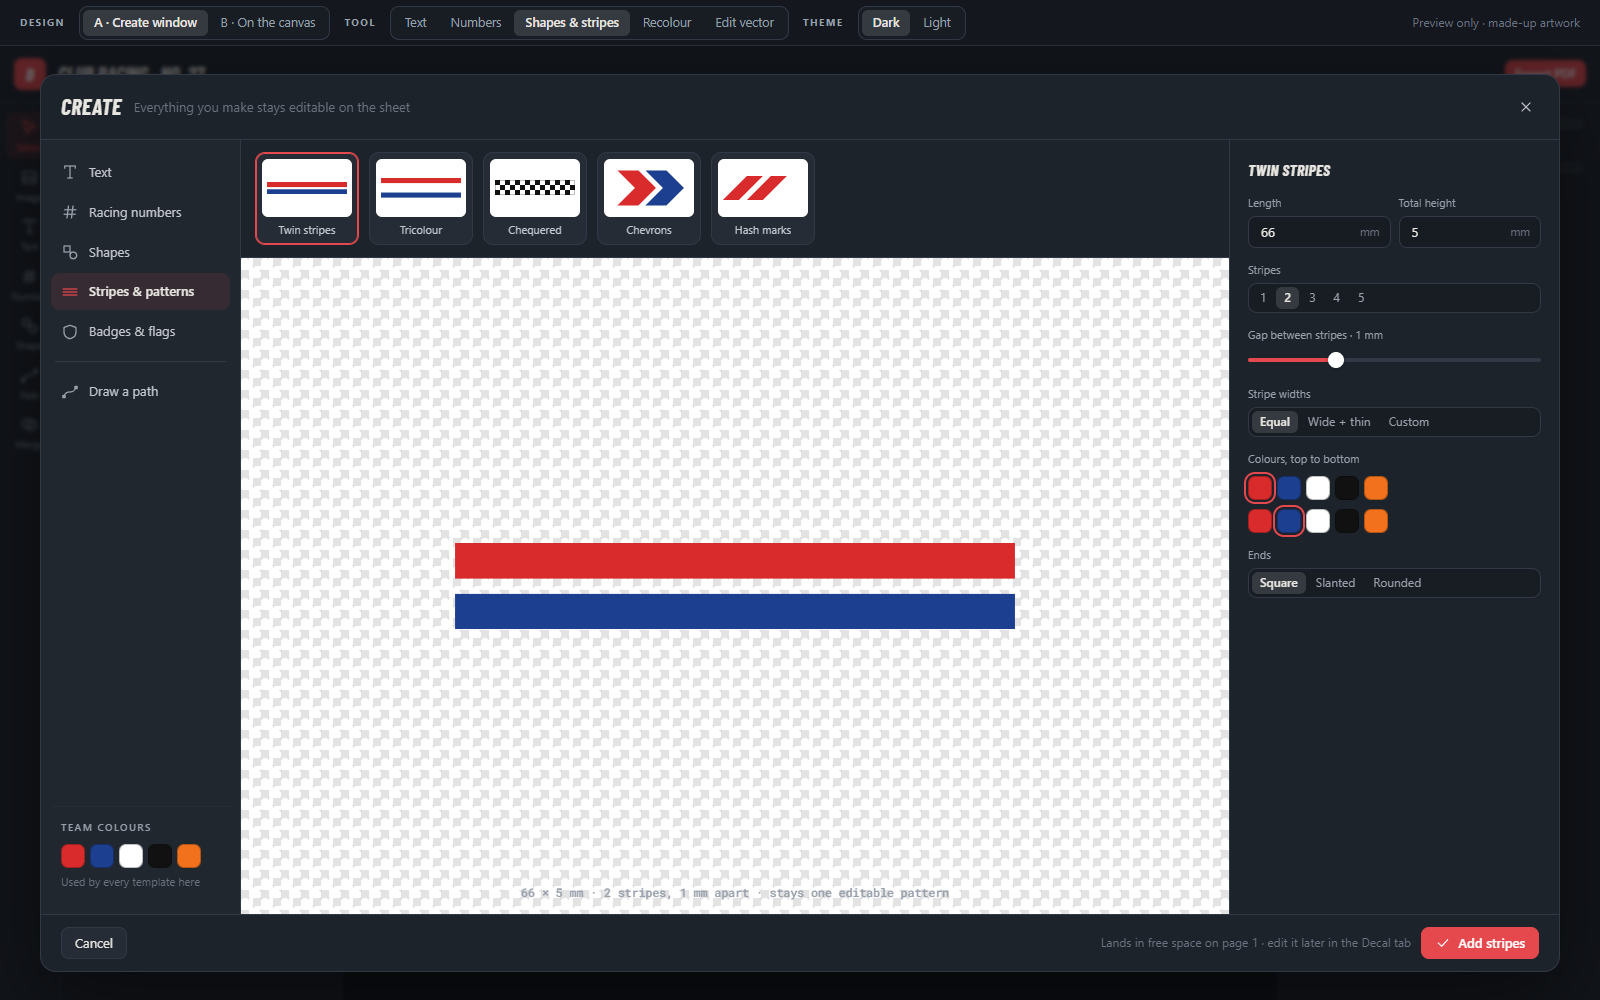 DESIGN A · Create window B · On the canvas TOOL Text Numbers Shapes & stripes Recolour Edit vector THEME Dark Light Preview only · made-up artwork
CREATE Everything you make stays editable on the sheet
Text
Racing numbers
Shapes
Stripes & patterns
Badges & flags
Draw a path
TEAM COLOURS
Used by every template here
Twin stripes Tricolour Chequered Chevrons Hash marks
66 × 5 mm · 2 stripes, 1 mm apart · stays one editable pattern
TWIN STRIPES
Length Total height
66 mm 5 mm
Stripes
1 2 3 4 5
Gap between stripes · 1 mm
Stripe widths
Equal Wide + thin Custom
Colours, top to bottom
Ends
Square Slanted Rounded
Cancel Lands in free space on page 1 · edit it later in the Decal tab Add stripes